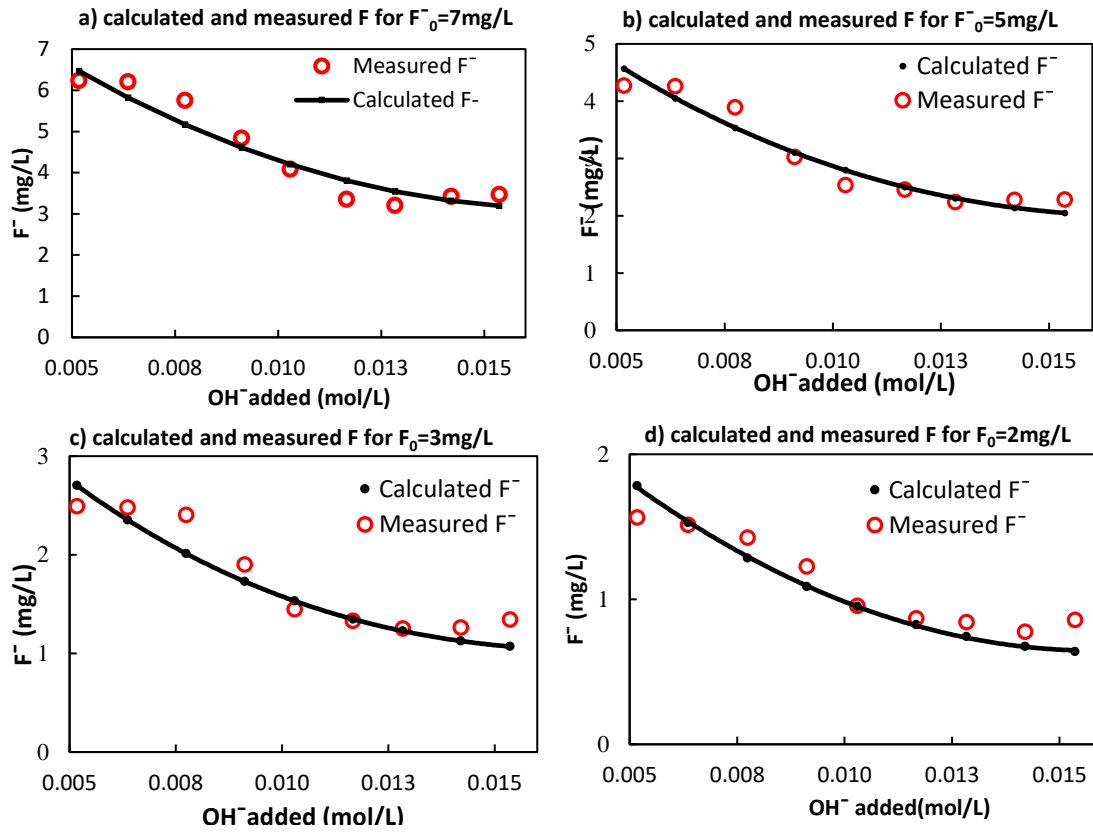 a) calculated and measured F for F⁻₀=7mg/L
7
6
5
4
3
2
1
0
F⁻ (mg/L)
Measured F⁻
Calculated F-
0.005 0.008 0.010 0.013 0.015
OH⁻added (mol/L)
b) calculated and measured F for F⁻₀=5mg/L
5
4
3
2
1
0
F⁻ (mg/L)
Calculated F⁻
Measured F⁻
0.005 0.008 0.010 0.013 0.015
OH⁻added (mol/L)
c) calculated and measured F for F₀=3mg/L
3
2
1
0
F⁻ (mg/L)
Calculated F⁻
Measured F⁻
0.005 0.008 0.010 0.013 0.015
OH⁻added (mol/L)
d) calculated and measured F for F₀=2mg/L
2
1
0
F⁻ (mg/L)
Calculated F⁻
Measured F⁻
0.005 0.008 0.010 0.013 0.015
OH⁻ added(mol/L)